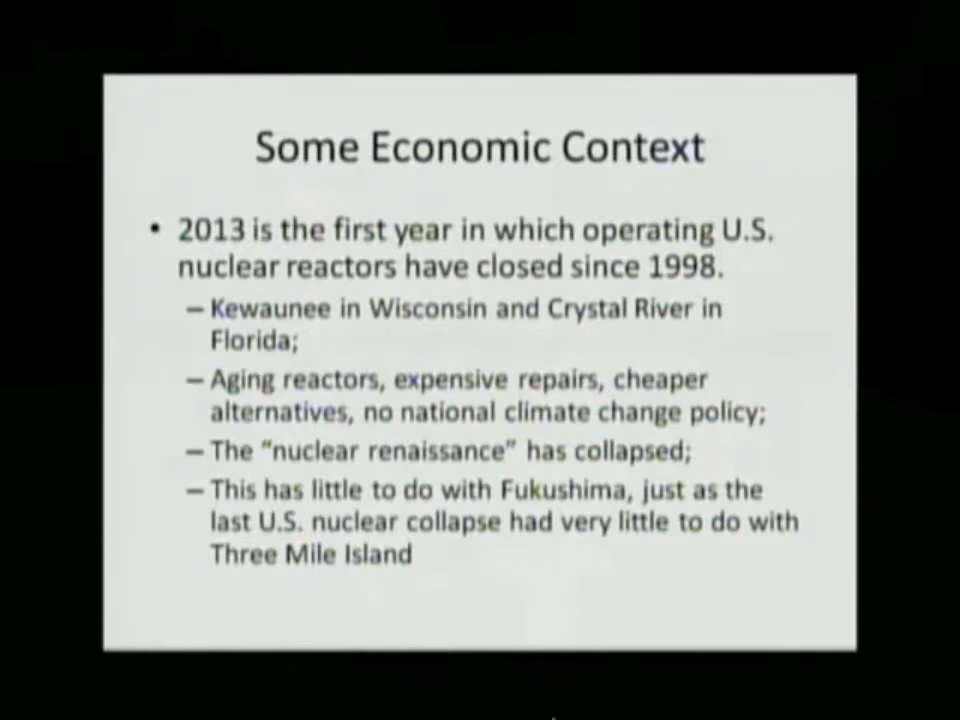 Some Economic Context
• 2013 is the first year in which operating U.S.
nuclear reactors have closed since 1998.
– Kewaunee in Wisconsin and Crystal River in
Florida;
– Aging reactors, expensive repairs, cheaper
alternatives, no national climate change policy;
– The “nuclear renaissance” has collapsed;
– This has little to do with Fukushima, just as the
last U.S. nuclear collapse had very little to do with
Three Mile Island